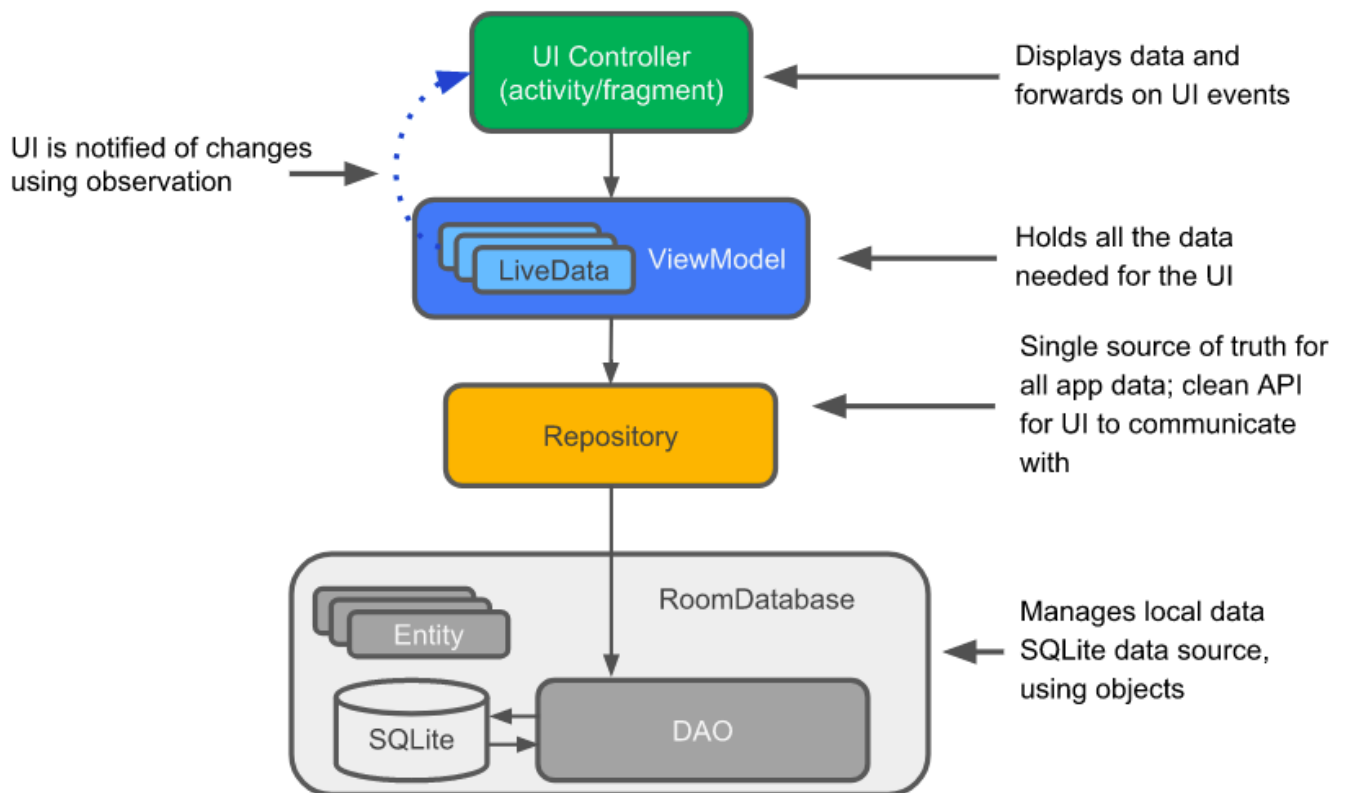 UI Controller
(activity/fragment)
Displays data and
forwards on UI events
UI is notified of changes
using observation
LiveData
ViewModel
Holds all the data
needed for the UI
Single source of truth for
all app data; clean API
for UI to communicate
with
Repository
RoomDatabase
Entity
Manages local data
SQLite data source,
using objects
SQLite
DAO